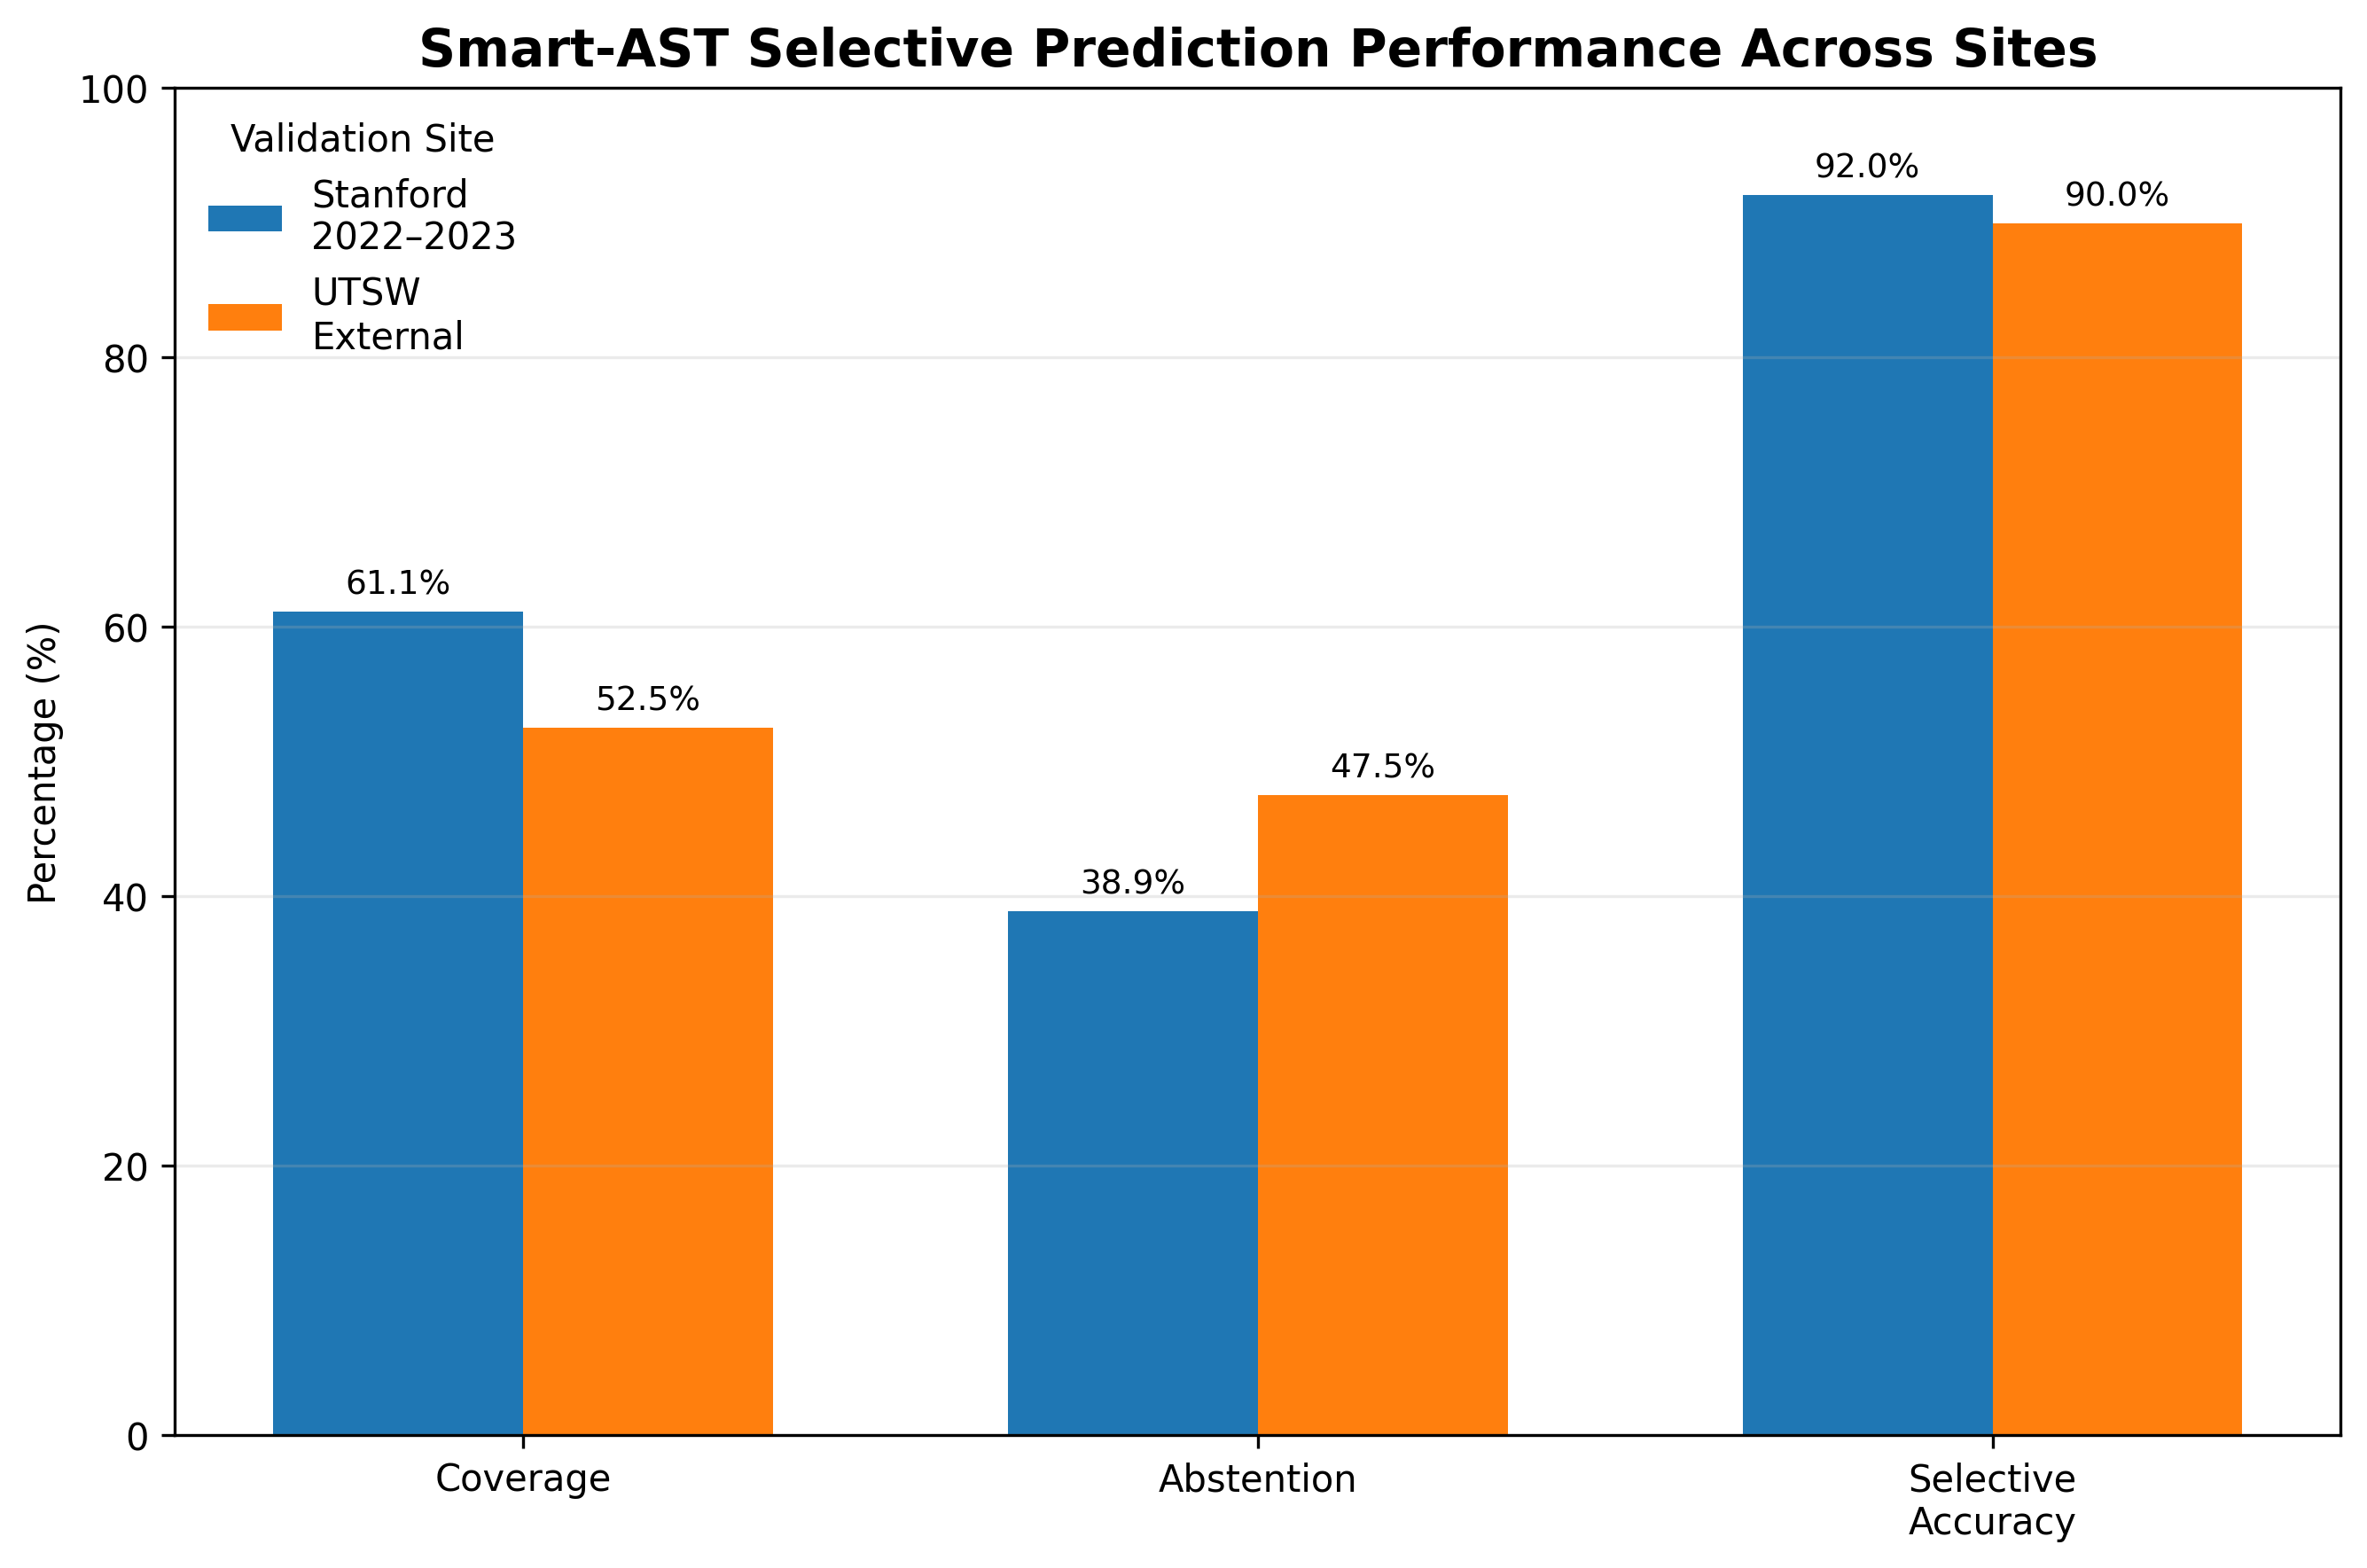 Smart-AST Selective Prediction Performance Across Sites
Percentage (%)
100
80
60
40
20
0
Validation Site
Stanford
2022–2023
UTSW
External
61.1%
52.5%
38.9%
47.5%
92.0%
90.0%
Coverage
Abstention
Selective
Accuracy